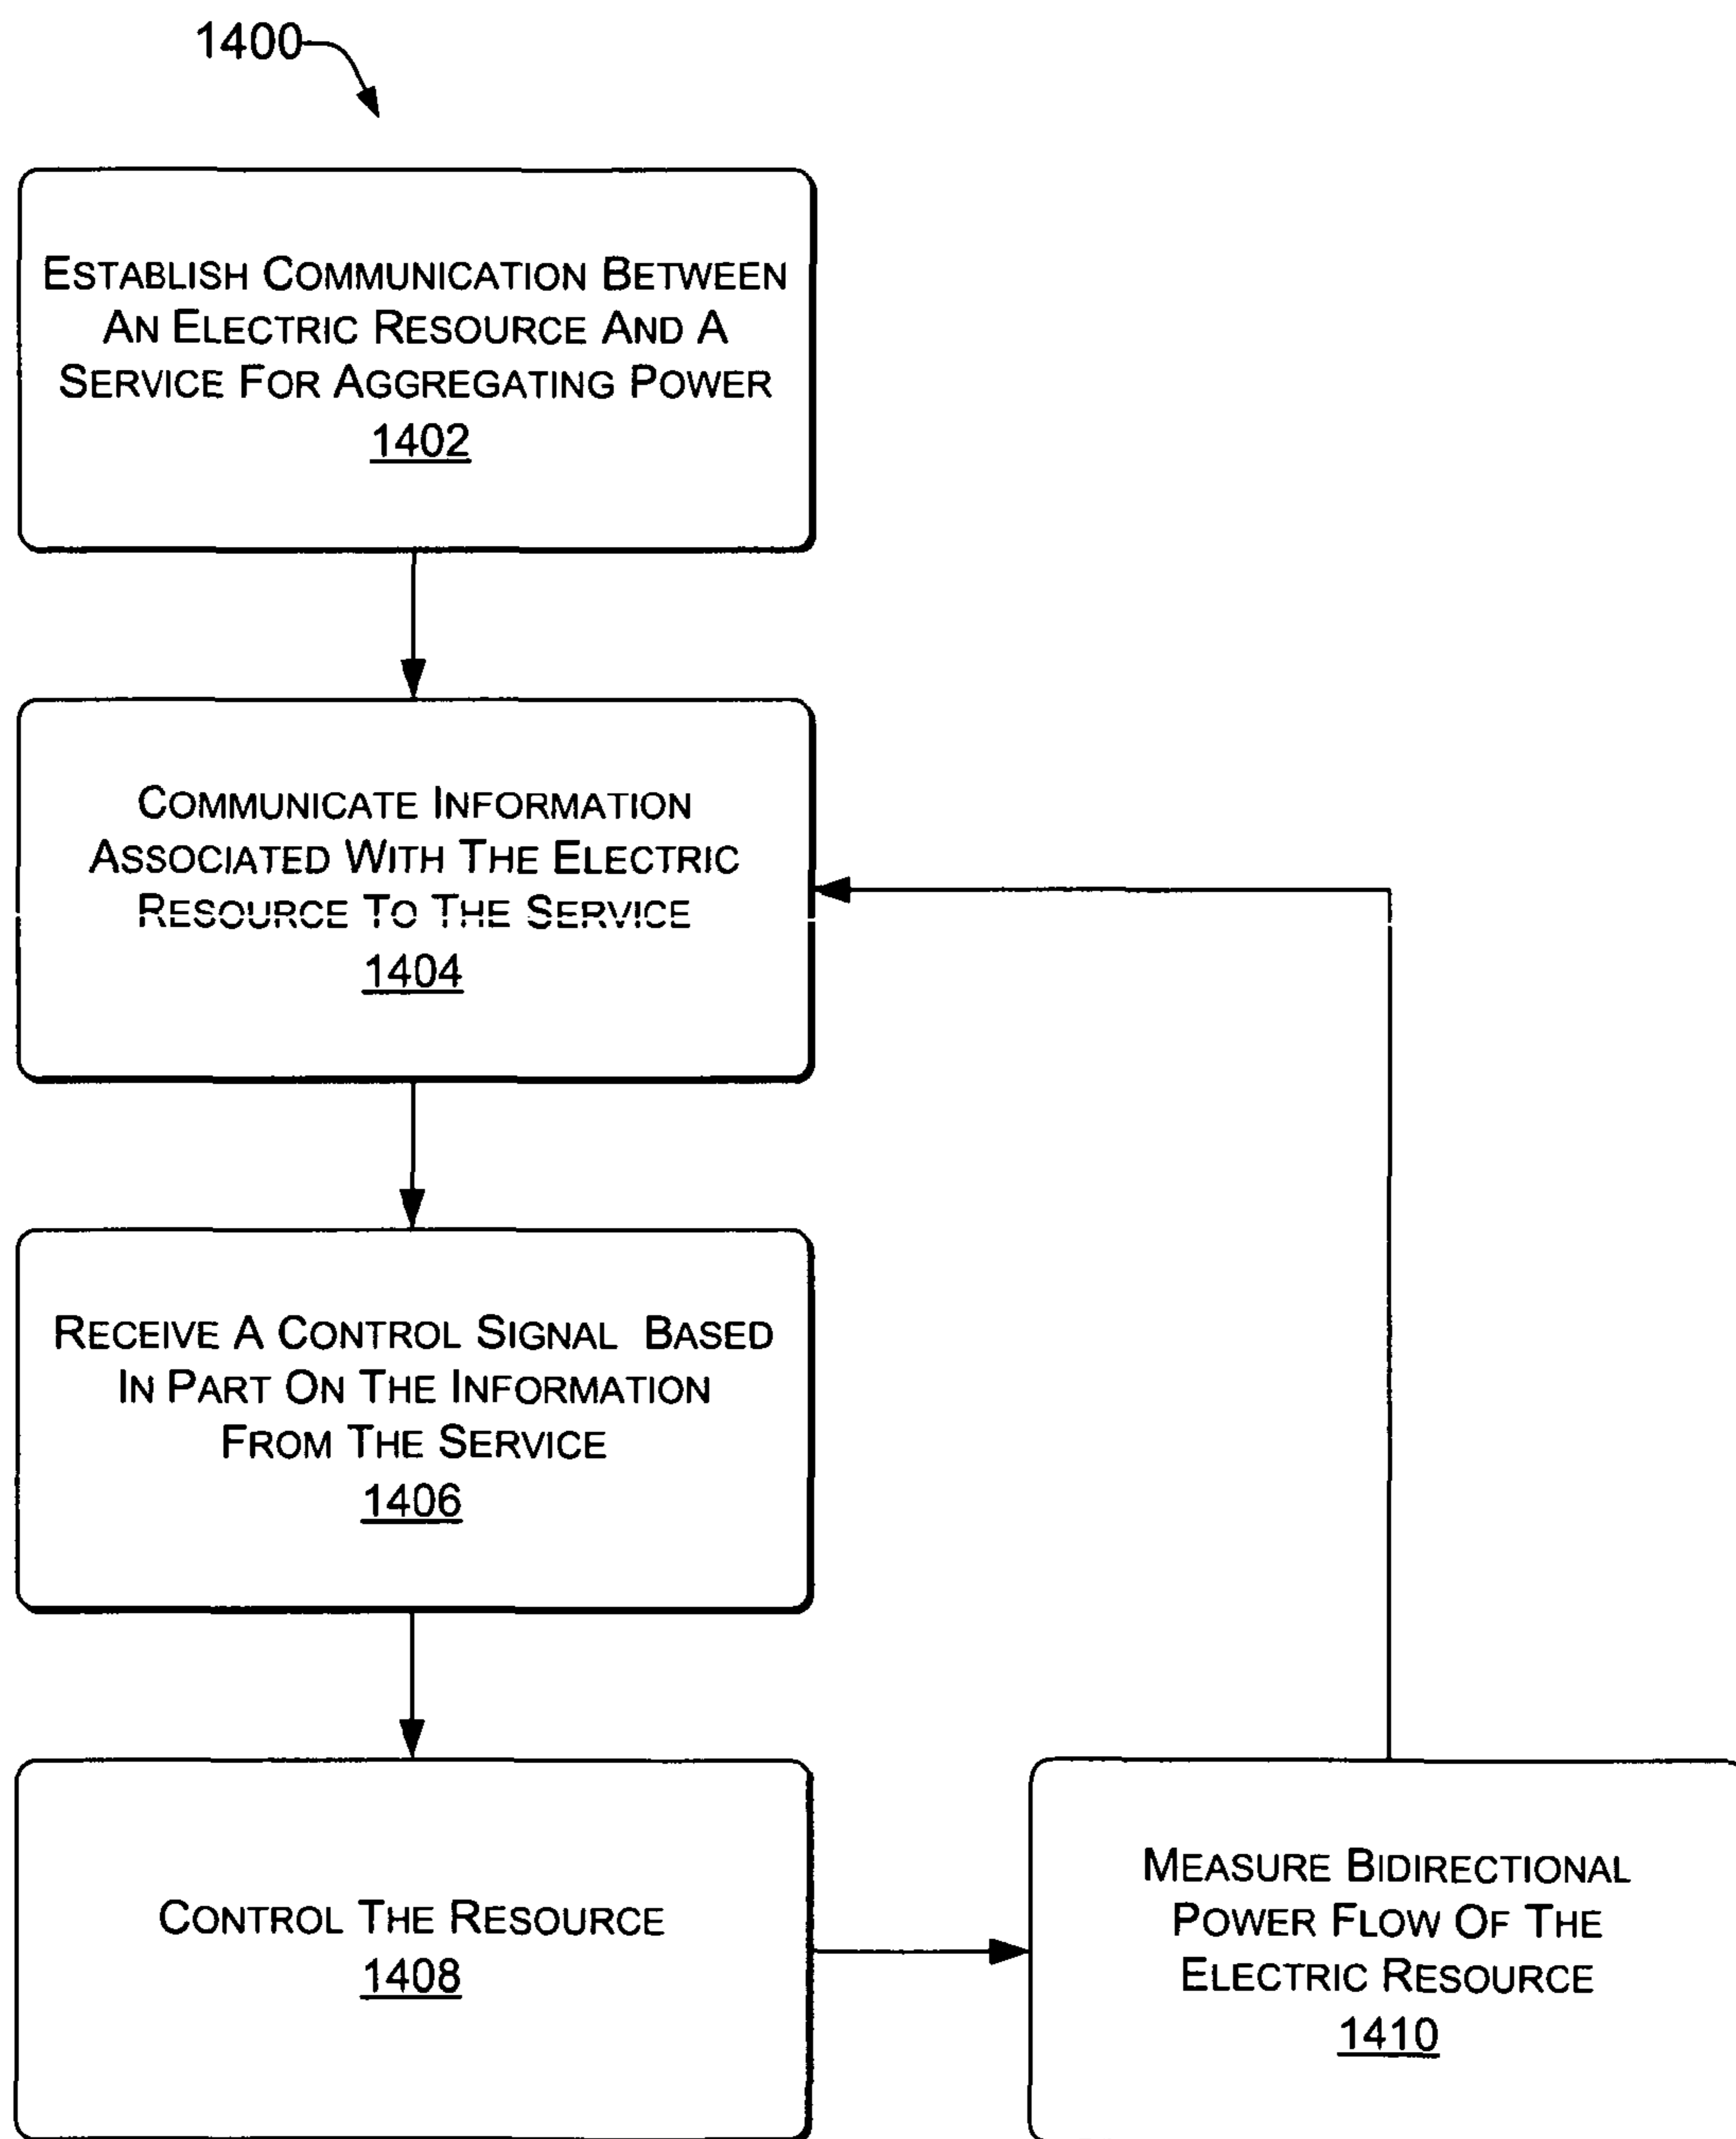 1400
ESTABLISH COMMUNICATION BETWEEN
AN ELECTRIC RESOURCE AND A
SERVICE FOR AGGREGATING POWER
1402
COMMUNICATE INFORMATION
ASSOCIATED WITH THE ELECTRIC
RESOURCE TO THE SERVICE
1404
RECEIVE A CONTROL SIGNAL BASED
IN PART ON THE INFORMATION
FROM THE SERVICE
1406
CONTROL THE RESOURCE
1408
MEASURE BIDIRECTIONAL
POWER FLOW OF THE
ELECTRIC RESOURCE
1410